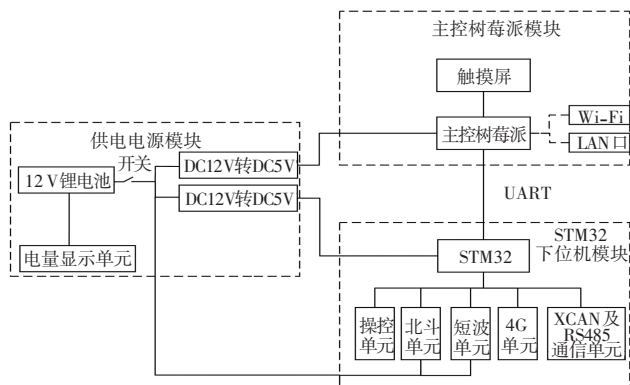 主控树莓派模块
触摸屏
主控树莓派
Wi-Fi
LAN口
供电电源模块
开关
12V锂电池
DC12V转DC5V
DC12V转DC5V
电量显示单元
UART
STM32
下位机模块
STM32
操控
单元
北斗
单元
短波
单元
4G
单元
XCAN及
RS485
通信单元